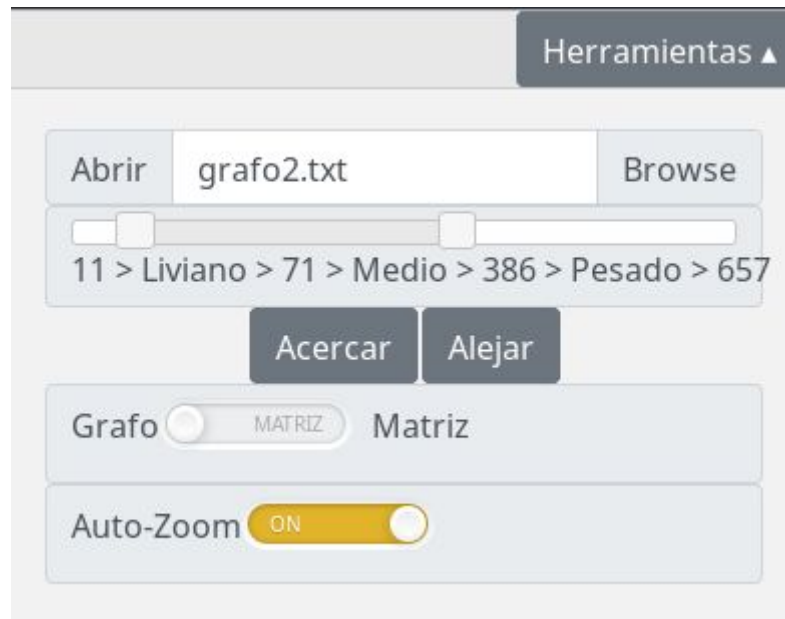 Herramientas ▴
Abrir grafo2.txt Browse
11 > Liviano > 71 > Medio > 386 > Pesado > 657
Acercar Alejar
Grafo MATRIZ Matriz
Auto-Zoom ON